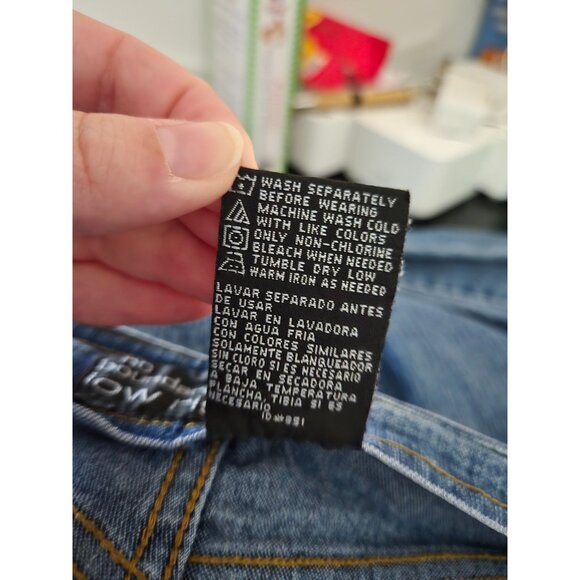 WASH SEPARATELY
BEFORE WEARING
MACHINE WASH COLD
WITH LIKE COLORS
ONLY NON-CHLORINE
BLEACH WHEN NEEDED
TUMBLE DRY LOW
WARM IRON AS NEEDED
LAVAR SEPARADO ANTES
DE USAR
LAVAR EN LAVADORA
CON AGUA FRIA
CON COLORES SIMILARES
SOLAMENTE BLANQUEADOR
SIN CLORO SI ES NECESARIO
SECAR EN SECADORA
A BAJA TEMPERATURA
PLANCHA, TIBIA SI ES
NECESARIO